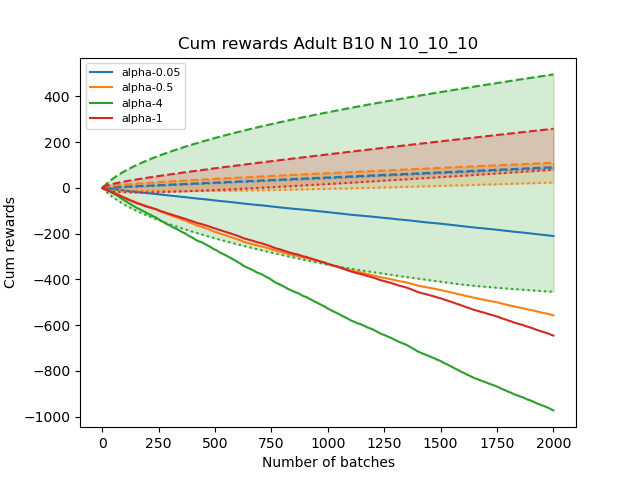 Cum rewards Adult B10 N 10_10_10
alpha-0.05
alpha-0.5
alpha-4
alpha-1
400
200
0
−200
−400
−600
−800
−1000
Cum rewards
0 250 500 750 1000 1250 1500 1750 2000
Number of batches